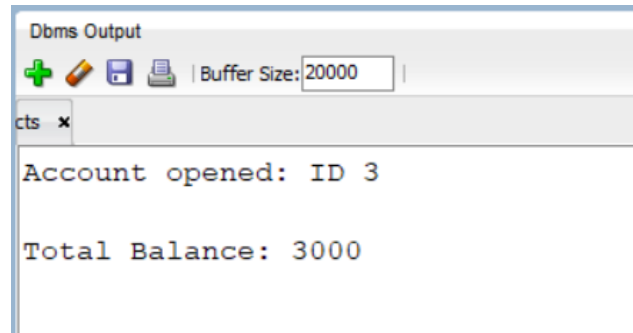 Dbms Output
Buffer Size: 20000
cts
Account opened: ID 3
Total Balance: 3000